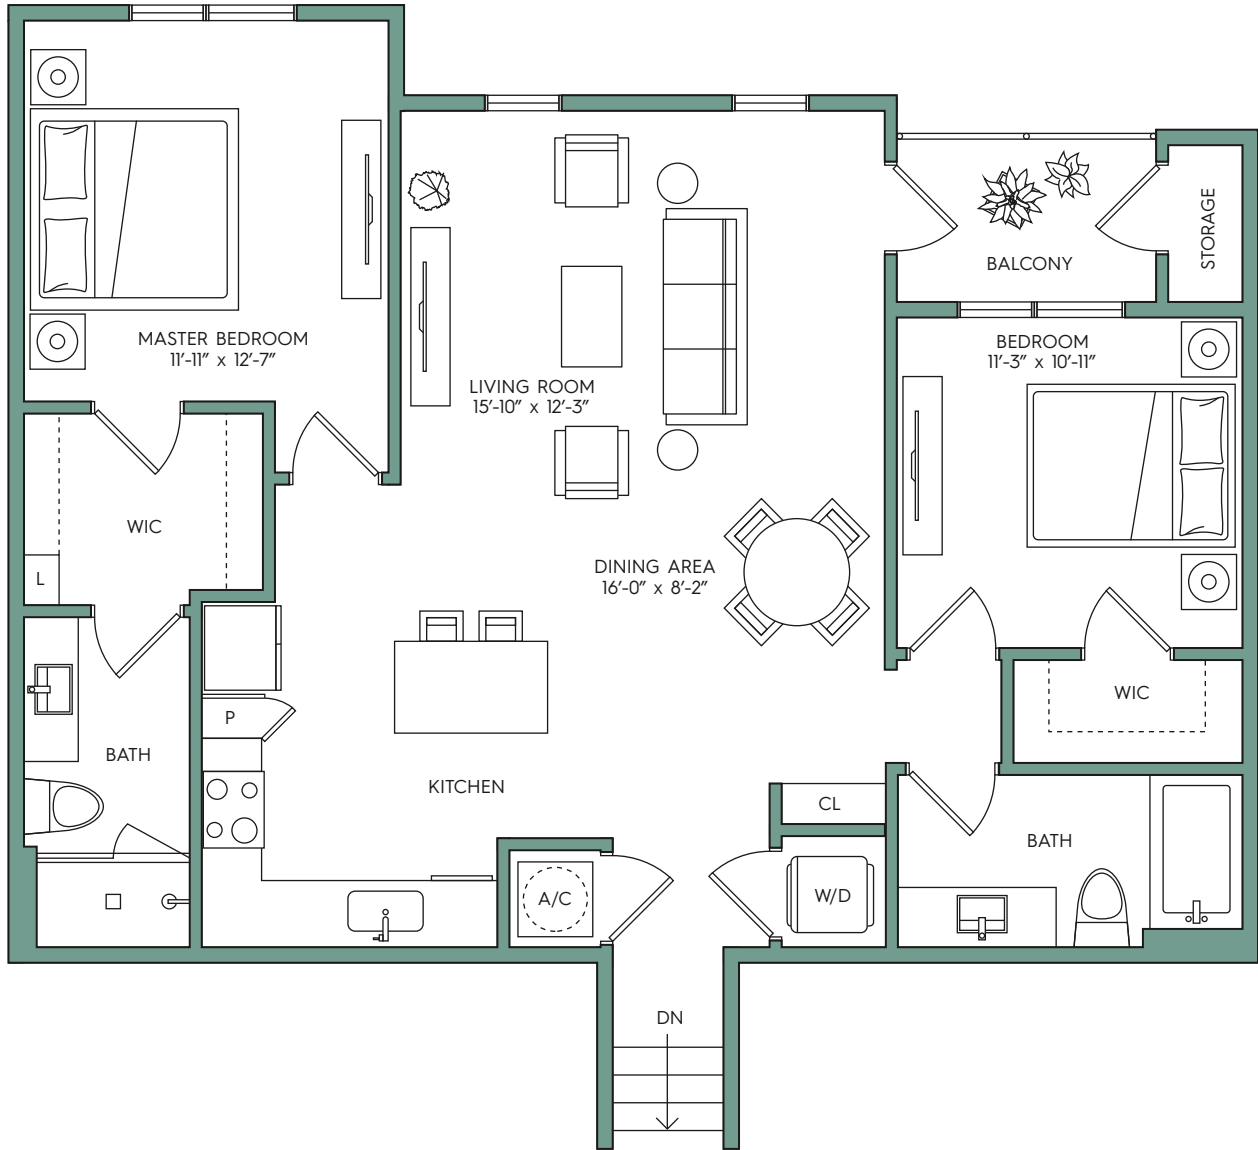 STORAGE
BALCONY
MASTER BEDROOM
11'-11" x 12'-7"
BEDROOM
11'-3" x 10'-11"
LIVING ROOM
15'-10" x 12'-3"
WIC
DINING AREA
16'-0" x 8'-2"
L
WIC
P
BATH
KITCHEN
CL
BATH
A/C
W/D
DN